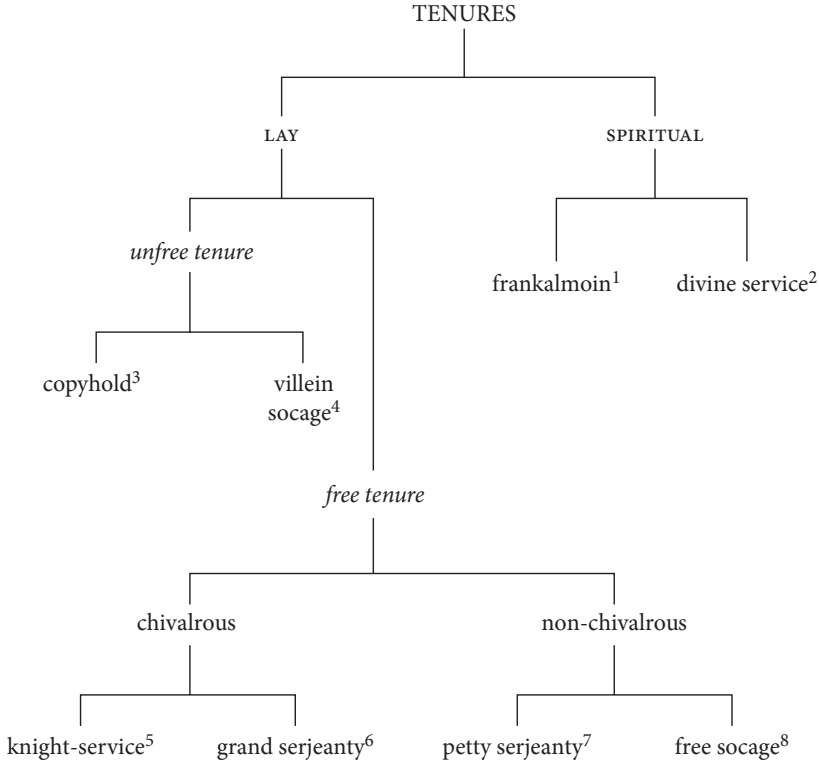 TENURES
LAY
SPIRITUAL
unfree tenure
frankalmoin¹
divine service²
copyhold³
villein
socage⁴
free tenure
chivalrous
non-chivalrous
knight-service⁵
grand serjeanty⁶
petty serjeanty⁷
free socage⁸